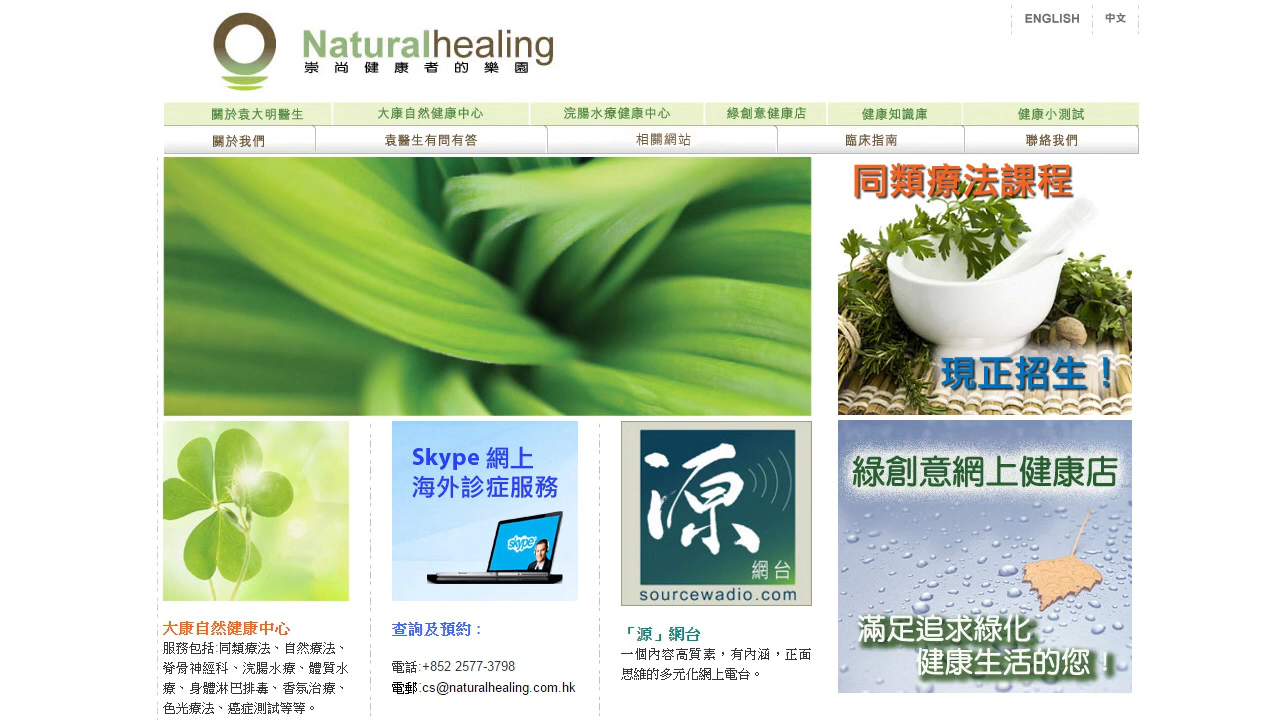 ENGLISH 中文
Naturalhealing
崇尚健康者的樂園
關於袁大明醫生 大康自然健康中心 浣腸水療健康中心 綠創意健康店 健康知識庫 健康小測試
關於我們 袁醫生有問有答 相關網站 臨床指南 聯絡我們
同類療法課程
現正招生！
Skype 網上
海外診症服務
skype
源
網台
sourcewadio.com
綠創意網上健康店
滿足追求綠化
健康生活的您！
大康自然健康中心
服務包括:同類療法、自然療法、
脊骨神經科、浣腸水療、體質水
療、身體淋巴排毒、香氛治療、
色光療法、癌症測試等等。
查詢及預約：
電話:+852 2577-3798
電郵:cs@naturalhealing.com.hk
「源」網台
一個內容高質素，有內涵，正面
思維的多元化網上電台。